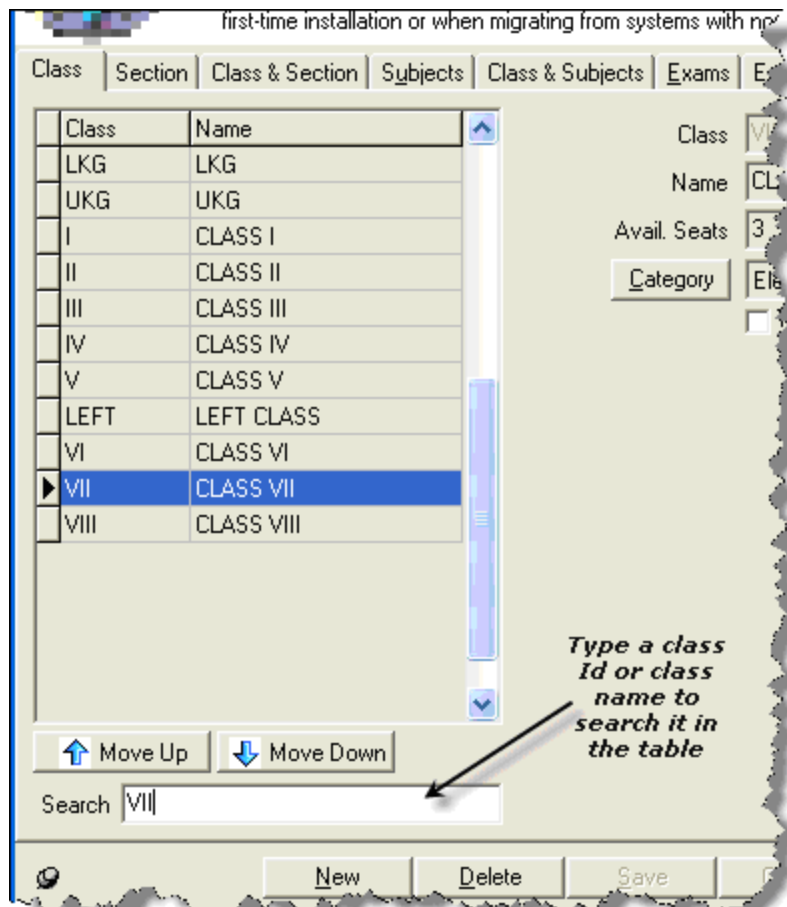 first-time installation or when migrating from systems with
Class Section Class & Section Subjects Class & Subjects Exams
Class Name
LKG LKG
UKG UKG
I CLASS I
II CLASS II
III CLASS III
IV CLASS IV
V CLASS V
LEFT LEFT CLASS
VI CLASS VI
VII CLASS VII
VIII CLASS VIII
Class
Name
Avail. Seats 3
Category
Type a class
Id or class
name to
search it in
the table
Move Up Move Down
Search VII
New Delete Save